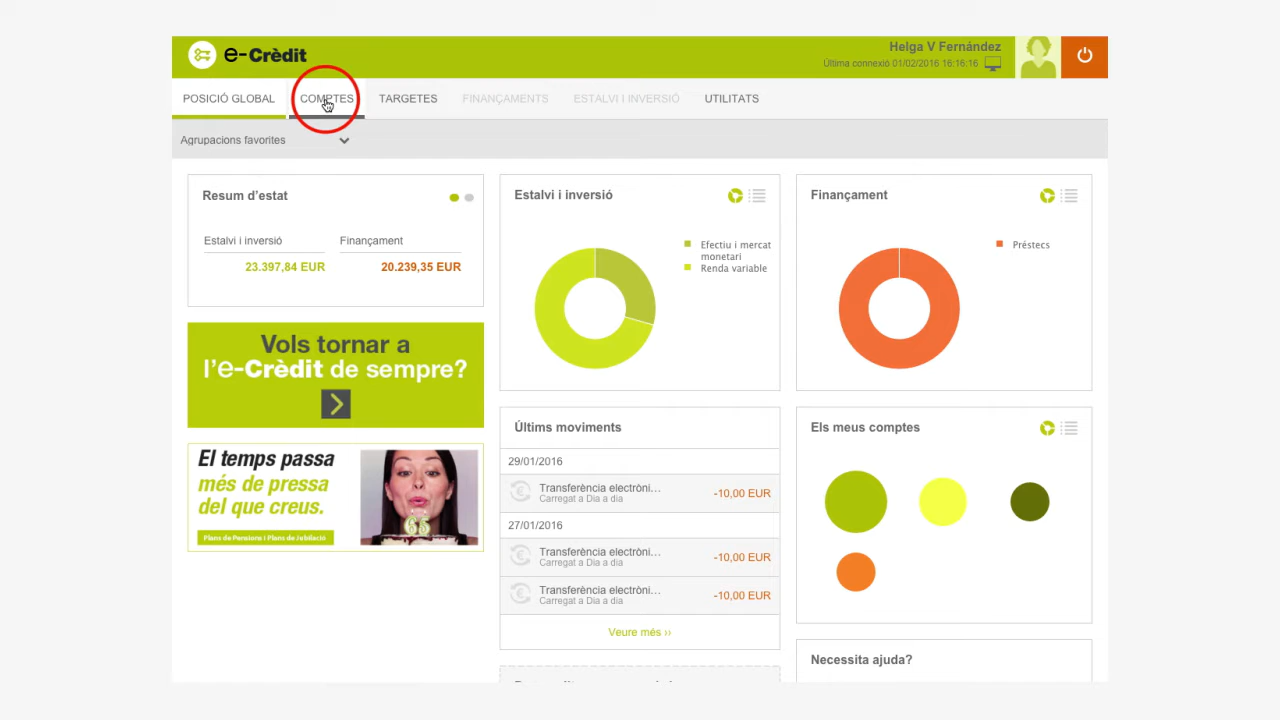 e-Crèdit
Helga V Fernández
Última connexió 01/02/2016 16:16:16
POSICIÓ GLOBAL
COMPTES
TARGETES
FINANÇAMENTS
ESTALVI I INVERSIÓ
UTILITATS
Agrupacions favorites
Resum d'estat
Estalvi i inversió
Finançament
23.397,84 EUR
20.239,35 EUR
Vols tornar a
l'e-Crèdit de sempre?
El temps passa
més de pressa
del que creus.
Plans de Pensions i Plans de Jubilació
65
Estalvi i inversió
Efectiu i mercat
monetari
Renda variable
Finançament
Préstecs
Últims moviments
29/01/2016
Transferència electròni...
Carregat a Dia a dia
-10,00 EUR
27/01/2016
Transferència electròni...
Carregat a Dia a dia
-10,00 EUR
Transferència electròni...
Carregat a Dia a dia
-10,00 EUR
Veure més ››
Els meus comptes
Necessita ajuda?